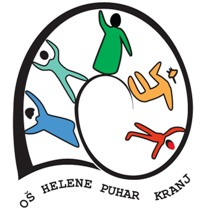 OŠ HELENE PUHAR KRANJ